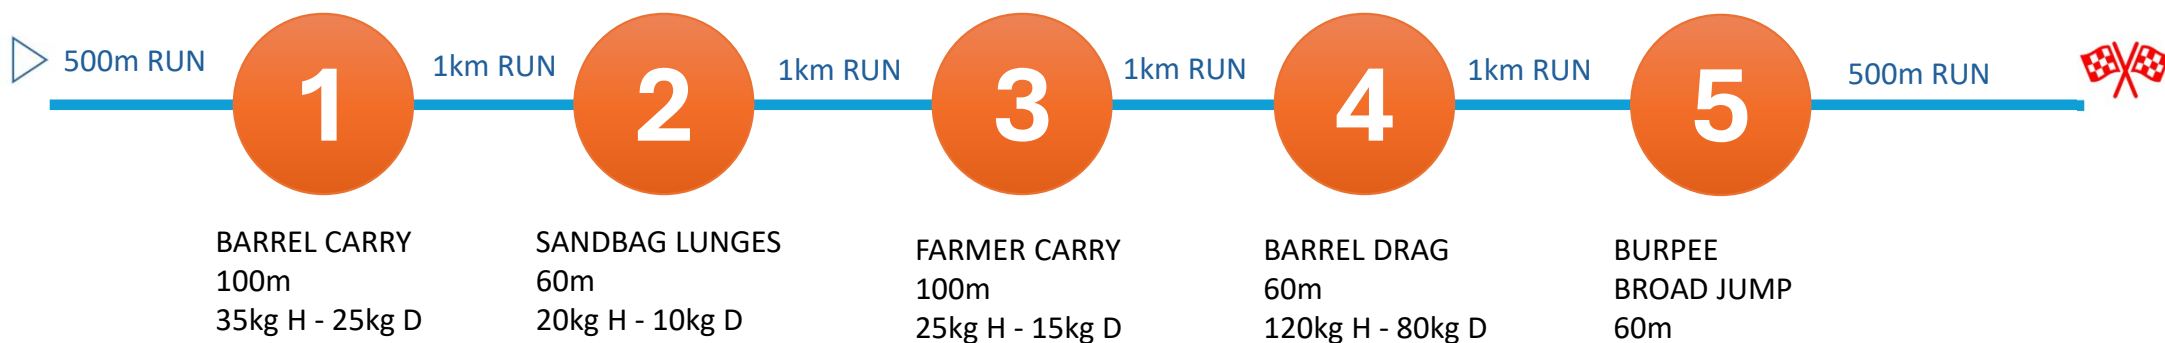 500m RUN
1
1km RUN
2
1km RUN
3
1km RUN
4
1km RUN
5
500m RUN
BARREL CARRY
100m
35kg H - 25kg D
SANDBAG LUNGES
60m
20kg H - 10kg D
FARMER CARRY
100m
25kg H - 15kg D
BARREL DRAG
60m
120kg H - 80kg D
BURPEE
BROAD JUMP
60m